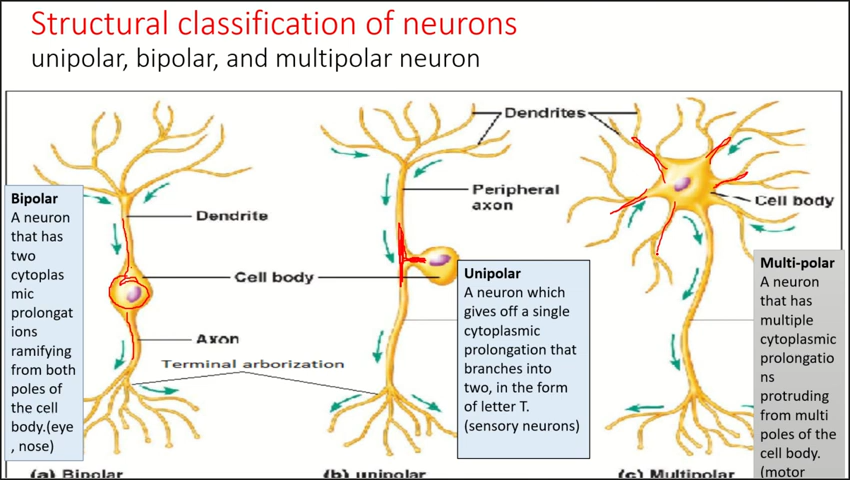 Structural classification of neurons
unipolar, bipolar, and multipolar neuron
Bipolar
A neuron
that has
two
cytoplas
mic
prolongat
ions
ramifying
from both
poles of
the cell
body.(eye
, nose)
Dendrite
Cell body
Axon
Terminal arborization
Dendrites
Peripheral
axon
Unipolar
A neuron which
gives off a single
cytoplasmic
prolongation that
branches into
two, in the form
of letter T.
(sensory neurons)
Cell body
Multi-polar
A neuron
that has
multiple
cytoplasmic
prolongatio
ns
protruding
from multi
poles of the
cell body.
(motor
(a) Bipolar
(b) unipolar
(c) Multipolar